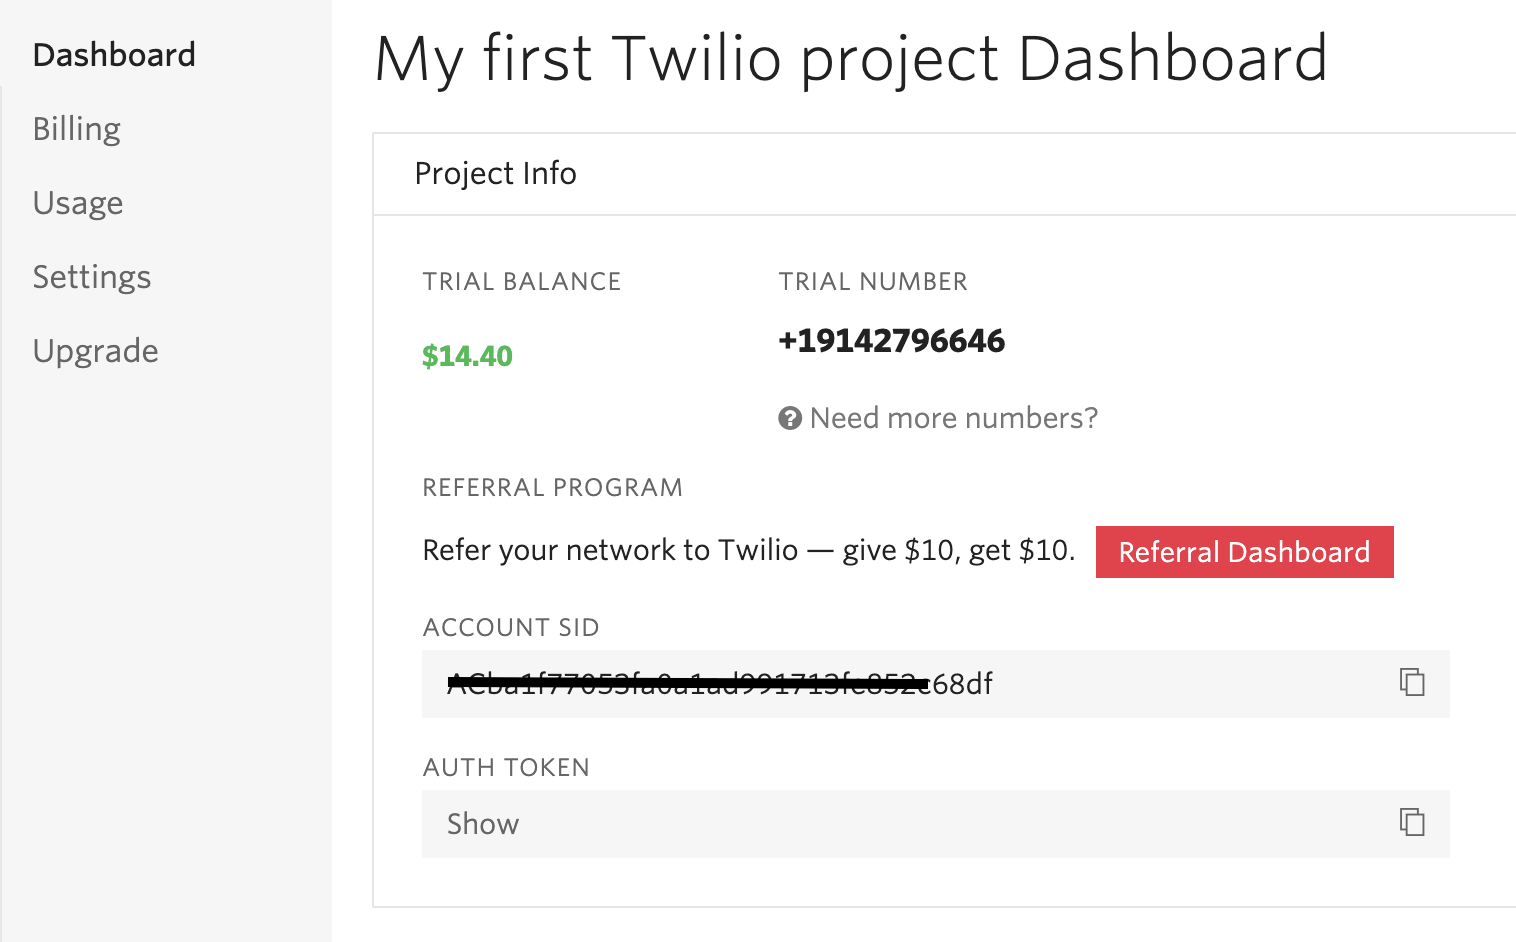 Dashboard
Billing
Usage
Settings
Upgrade
My first Twilio project Dashboard
Project Info
TRIAL BALANCE
TRIAL NUMBER
$14.40
+19142796646
Need more numbers?
REFERRAL PROGRAM
Refer your network to Twilio — give $10, get $10.
Referral Dashboard
ACCOUNT SID
68df
AUTH TOKEN
Show